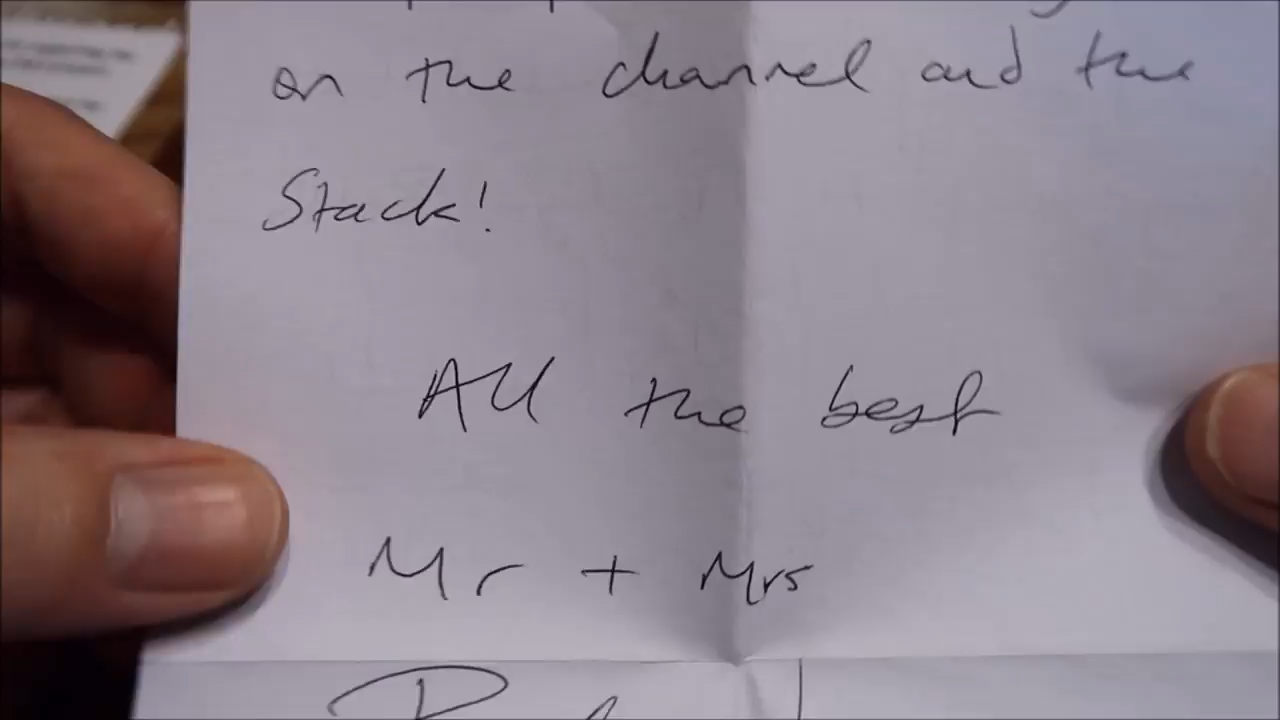 on the channel and the
Stack!
All the best
Mr + Mrs